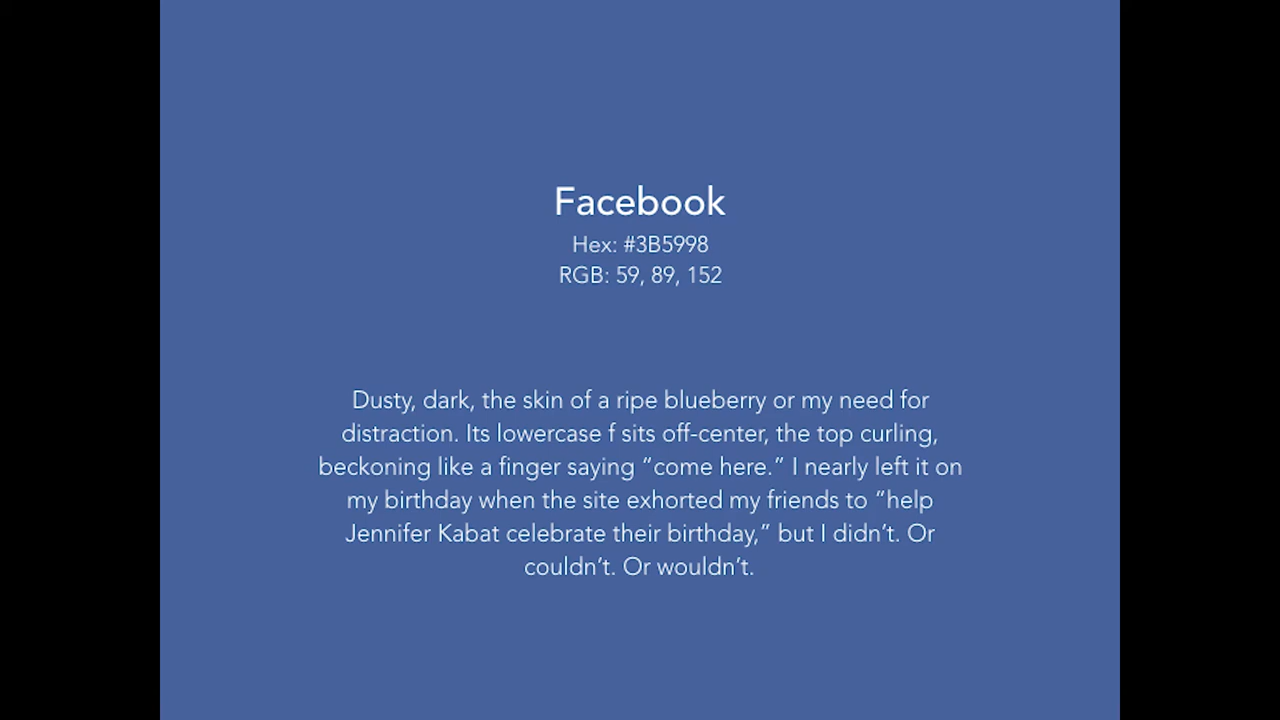 Facebook
Hex: #3B5998
RGB: 59, 89, 152
Dusty, dark, the skin of a ripe blueberry or my need for
distraction. Its lowercase f sits off-center, the top curling,
beckoning like a finger saying “come here.” I nearly left it on
my birthday when the site exhorted my friends to “help
Jennifer Kabat celebrate their birthday,” but I didn’t. Or
couldn’t. Or wouldn’t.